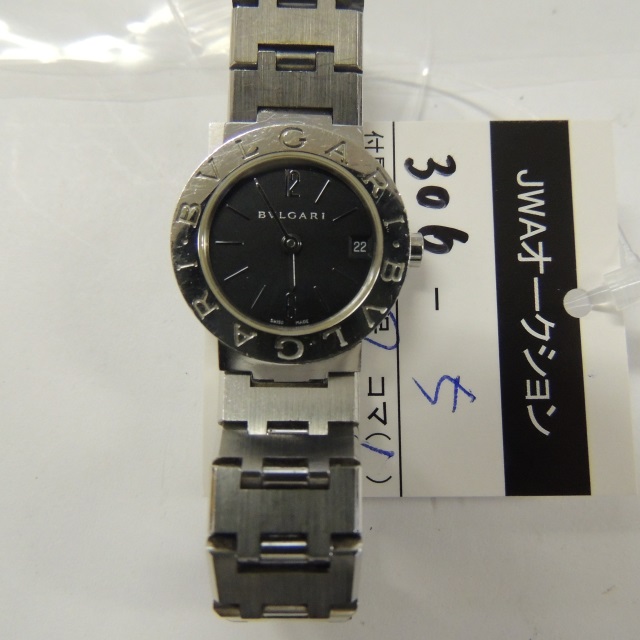 BVLGARI BVLGARI
12
BVLGARI
22
6
SWISS MADE
JWAオークション
306 - 5
コマ( 1 )